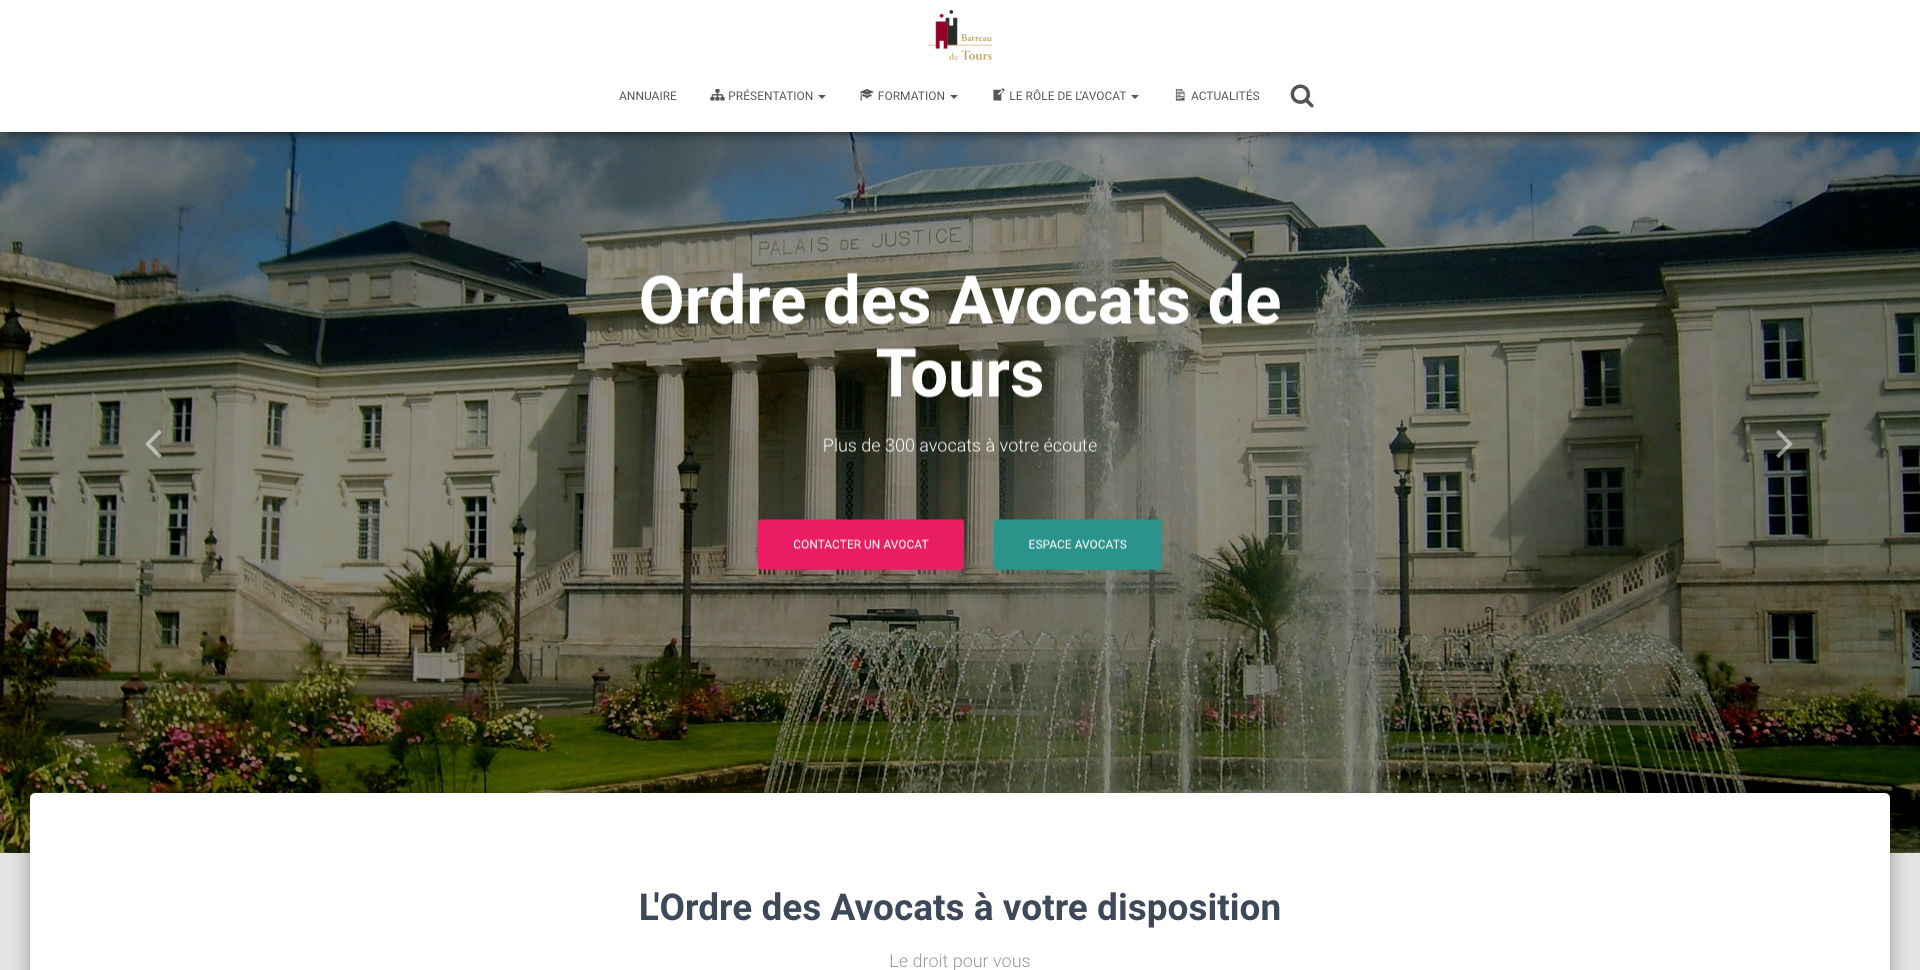 Barreau
de Tours
ANNUAIRE PRÉSENTATION FORMATION LE RÔLE DE L'AVOCAT ACTUALITÉS
PALAIS DE JUSTICE
Ordre des Avocats de
Tours
Plus de 300 avocats à votre écoute
CONTACTER UN AVOCAT ESPACE AVOCATS
L'Ordre des Avocats à votre disposition
Le droit pour vous